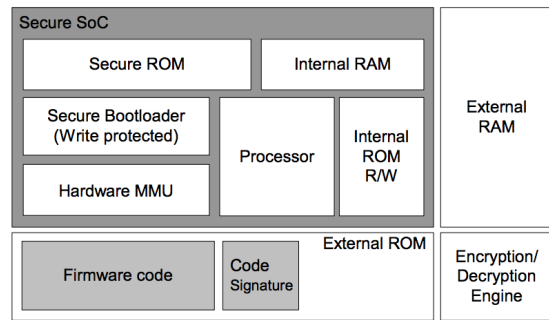 Secure SoC
Secure ROM
Internal RAM
Secure Bootloader
(Write protected)
Hardware MMU
Processor
Internal
ROM
R/W
External
RAM
External ROM
Firmware code
Code
Signature
Encryption/
Decryption
Engine